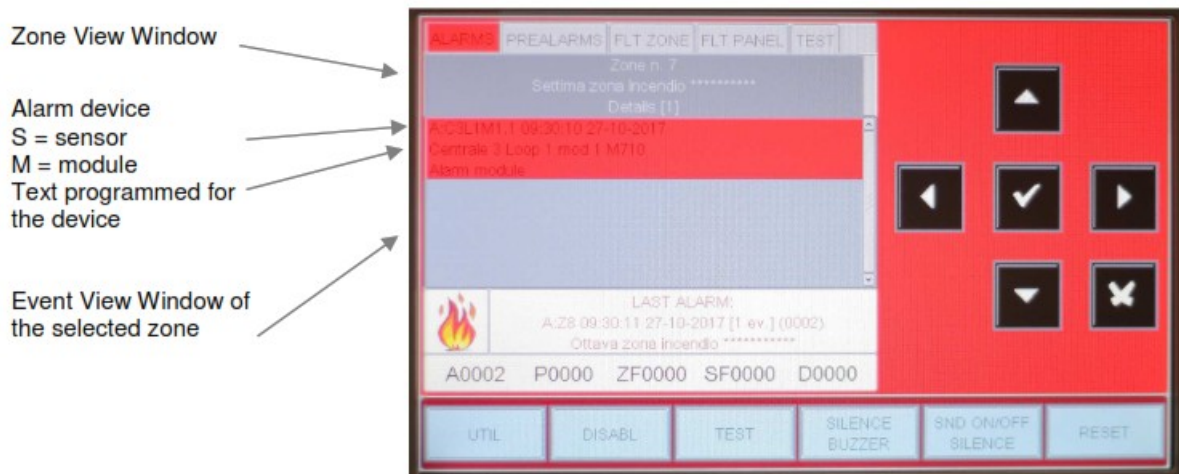 Zone View Window
Alarm device
S = sensor
M = module
Text programmed for
the device
Event View Window of
the selected zone
ALARMS PREALARMS FLT ZONE FLT PANEL TEST
Zone n. 7
Settima zona incendio **********
Details [1]
A:C3L1M1.1 09:30:10 27-10-2017
Centrale 3 Loop 1 mod 1 M710
Alarm module
LAST ALARM:
A:Z8 09:30:11 27-10-2017 [1 ev.] (0002)
Ottava zona incendio ***********
A0002 P0000 ZF0000 SF0000 D0000
UTIL
DISABL
TEST
SILENCE
BUZZER
SND ON/OFF
SILENCE
RESET